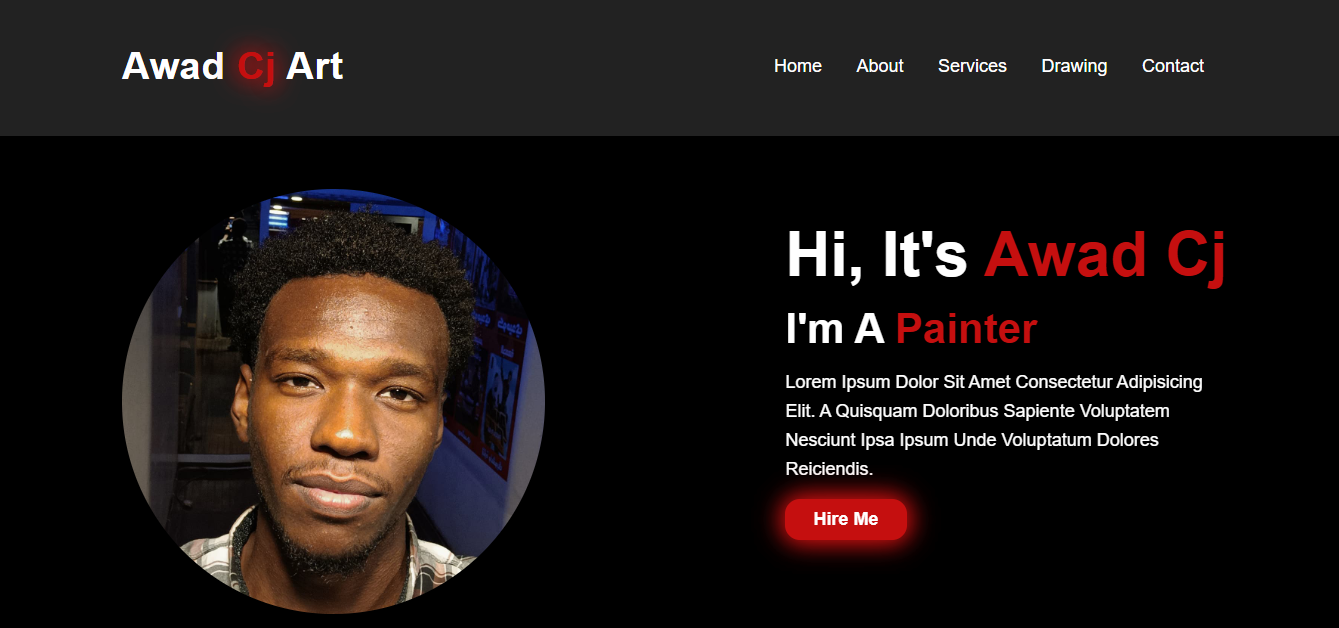 Awad Cj Art
Home About Services Drawing Contact
Hi, It's Awad Cj
I'm A Painter
Lorem Ipsum Dolor Sit Amet Consectetur Adipisicing
Elit. A Quisquam Doloribus Sapiente Voluptatem
Nesciunt Ipsa Ipsum Unde Voluptatum Dolores
Reiciendis.
Hire Me